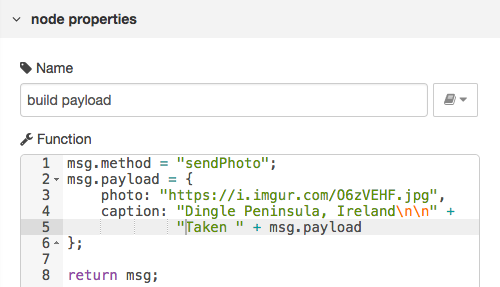 node properties
Name
build payload
Function
1 msg.method = "sendPhoto";
2 msg.payload = {
3     photo: "https://i.imgur.com/O6zVEHF.jpg",
4     caption: "Dingle Peninsula, Ireland\n\n" +
5              "Taken " + msg.payload
6 };
7
8 return msg;